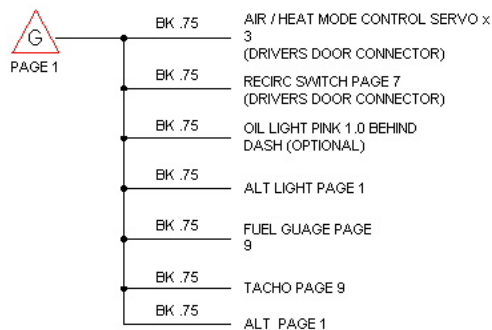 G
PAGE 1
BK .75
AIR / HEAT MODE CONTROL SERVO x
3
(DRIVERS DOOR CONNECTOR)
BK .75
RECIRC SWITCH PAGE 7
(DRIVERS DOOR CONNECTOR)
BK .75
OIL LIGHT PINK 1.0 BEHIND
DASH (OPTIONAL)
BK .75
ALT LIGHT PAGE 1
BK .75
FUEL GUAGE PAGE
9
BK .75
TACHO PAGE 9
BK .75
ALT PAGE 1